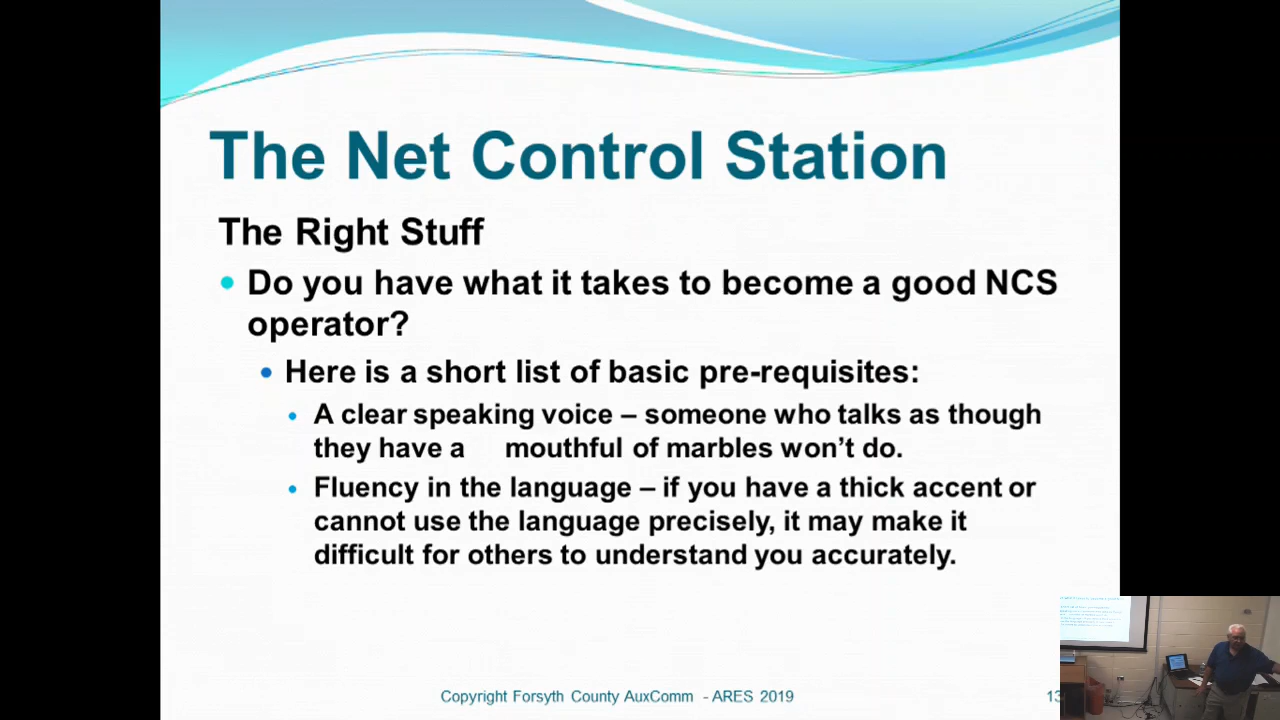 The Net Control Station
The Right Stuff
Do you have what it takes to become a good NCS
operator?
Here is a short list of basic pre-requisites:
A clear speaking voice – someone who talks as though
they have a mouthful of marbles won’t do.
Fluency in the language – if you have a thick accent or
cannot use the language precisely, it may make it
difficult for others to understand you accurately.
Copyright Forsyth County AuxComm - ARES 2019